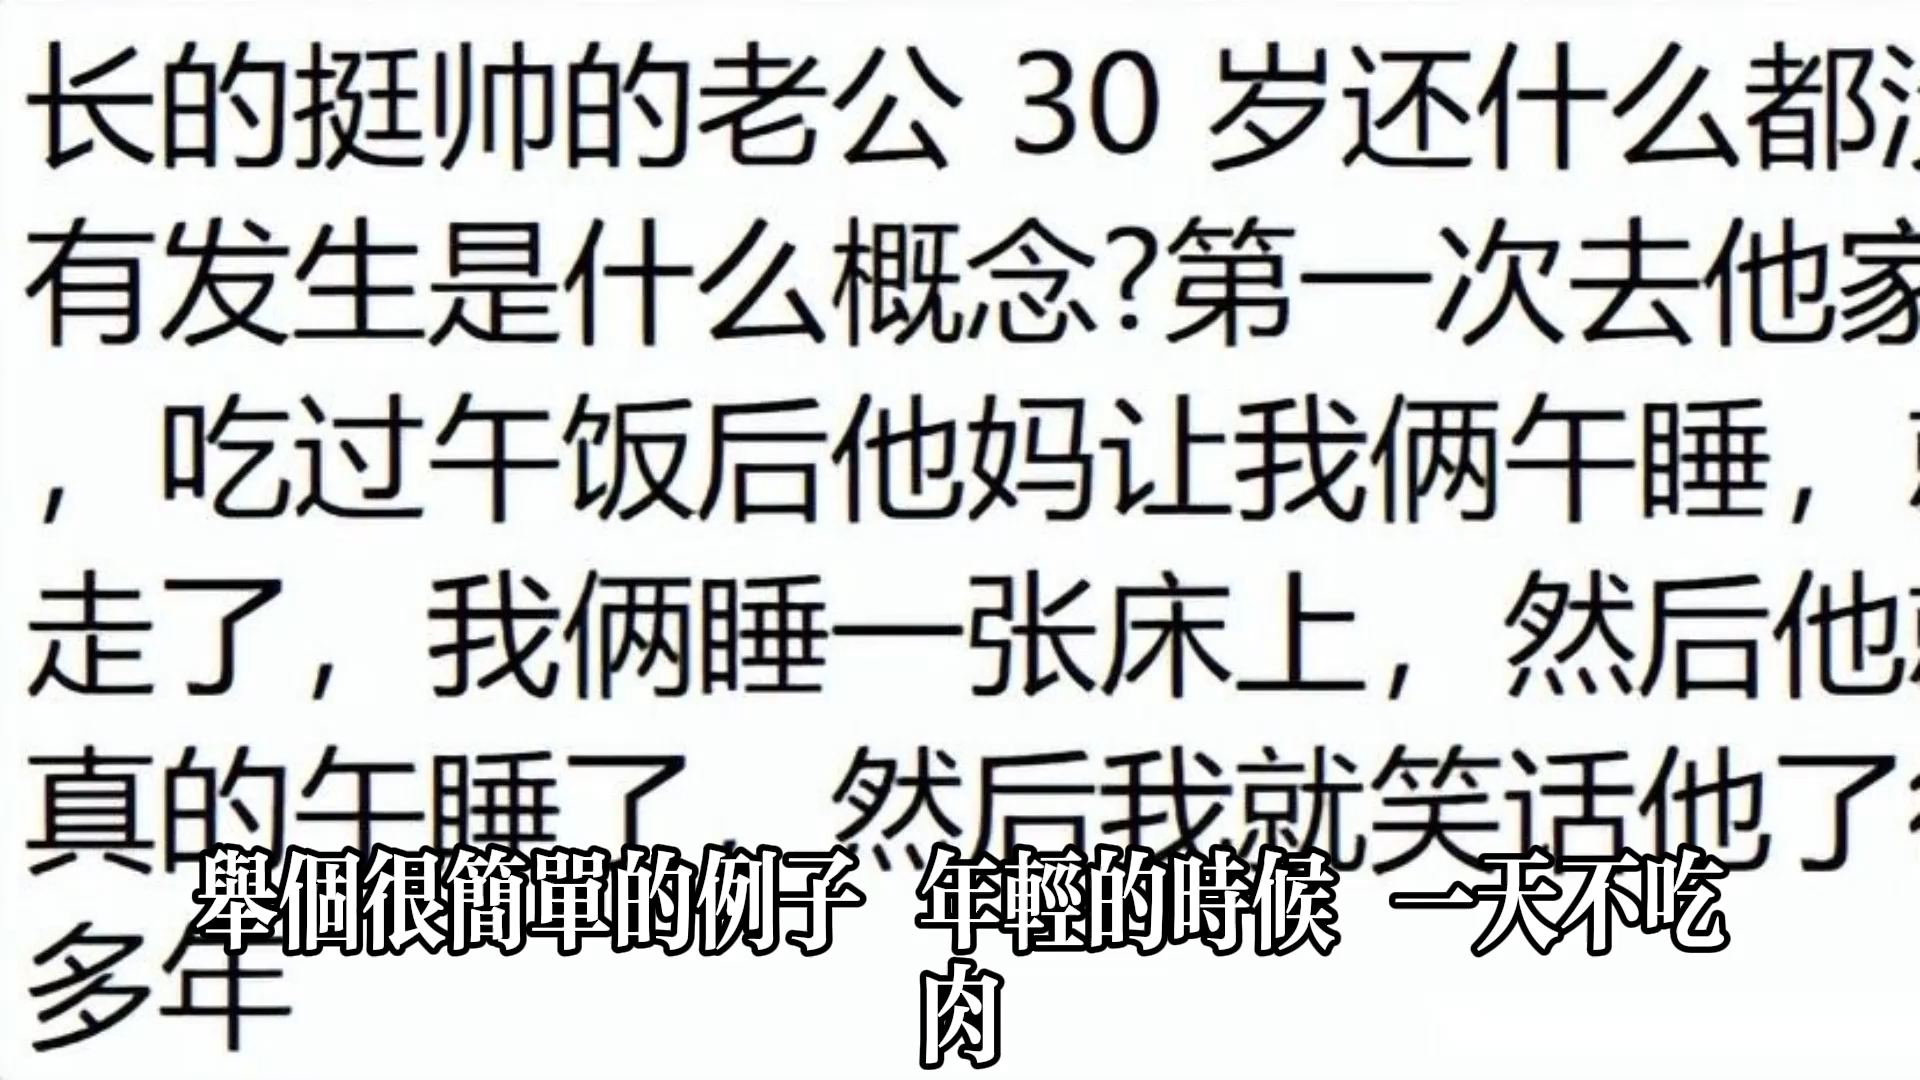 长的挺帅的老公 30 岁还什么都
有发生是什么概念?第一次去他家
，吃过午饭后他妈让我俩午睡，
走了，我俩睡一张床上，然后他
真的午睡了，然后我就笑话他了
多年
舉個很簡單的例子 年輕的時候 一天不吃
肉